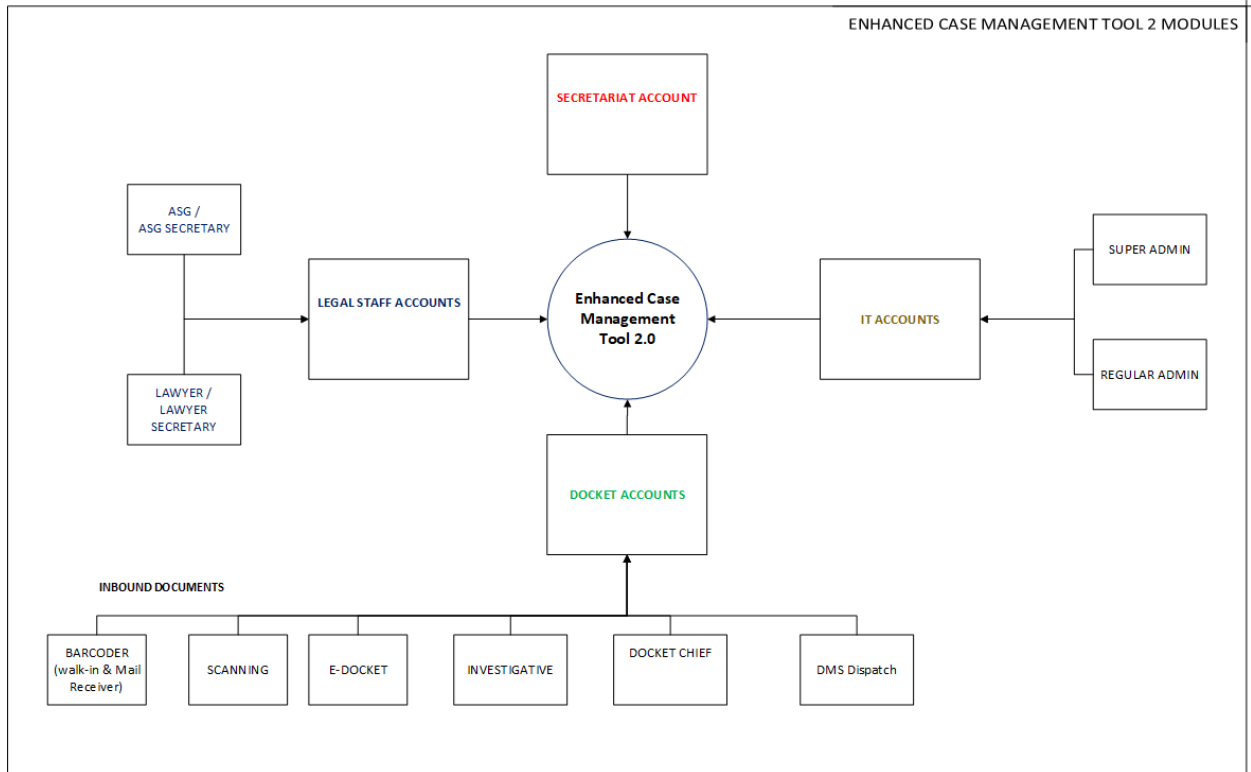 ENHANCED CASE MANAGEMENT TOOL 2 MODULES
SECRETARIAT ACCOUNT
ASG /
ASG SECRETARY
LEGAL STAFF ACCOUNTS
Enhanced Case
Management
Tool 2.0
IT ACCOUNTS
SUPER ADMIN
REGULAR ADMIN
LAWYER /
LAWYER
SECRETARY
DOCKET ACCOUNTS
INBOUND DOCUMENTS
BARCODER
(walk-in & Mail
Receiver)
SCANNING
E-DOCKET
INVESTIGATIVE
DOCKET CHIEF
DMS Dispatch